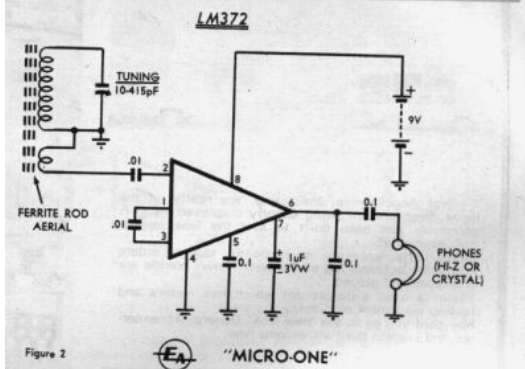 LM372
TUNING
10-415pF
+
9V
−
.01
2
8
FERRITE ROD
AERIAL
1
.01
3
6
0.1
7
5
4
0.1
+
1uF
− 3VW
0.1
PHONES
(HI-Z OR
CRYSTAL)
Figure 2
EA
"MICRO-ONE"